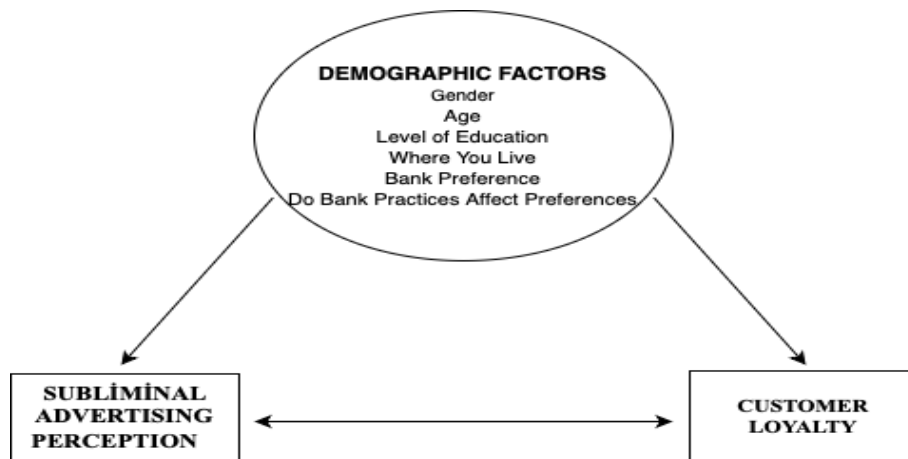 DEMOGRAPHIC FACTORS
Gender
Age
Level of Education
Where You Live
Bank Preference
Do Bank Practices Affect Preferences
SUBLİMİNAL
ADVERTISING
PERCEPTION
CUSTOMER
LOYALTY